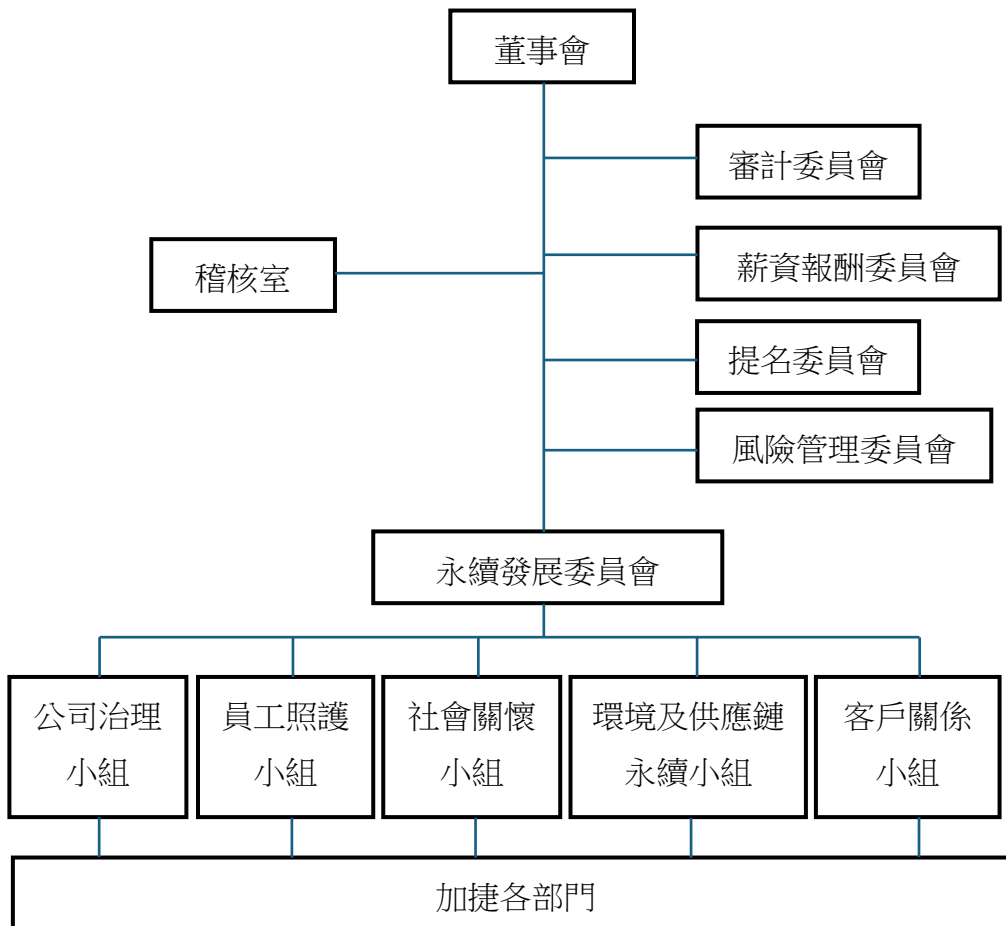 董事會
審計委員會
薪資報酬委員會
稽核室
提名委員會
風險管理委員會
永續發展委員會
公司治理
小組
員工照護
小組
社會關懷
小組
環境及供應鏈
永續小組
客戶關係
小組
加捷各部門